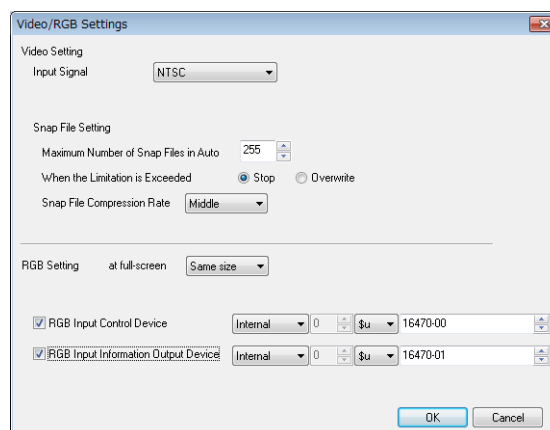 Video/RGB Settings
Video Setting
Input Signal NTSC
Snap File Setting
Maximum Number of Snap Files in Auto 255
When the Limitation is Exceeded Stop Overwrite
Snap File Compression Rate Middle
RGB Setting at full-screen Same size
RGB Input Control Device Internal 0 $u 16470-00
RGB Input Information Output Device Internal 0 $u 16470-01
OK Cancel